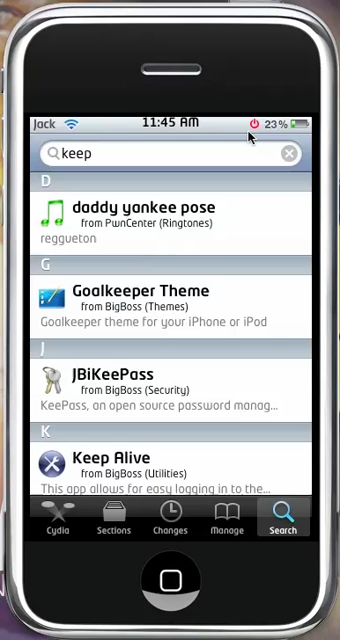 Jack 11:45 AM 23%
keep
D
daddy yankee pose
from PwnCenter (Ringtones)
reggueton
G
Goalkeeper Theme
from BigBoss (Themes)
Goalkeeper theme for your iPhone or iPod
J
JBiKeePass
from BigBoss (Security)
KeePass, an open source password manag...
K
Keep Alive
from BigBoss (Utilities)
This app allows for easy logging in to the...
Cydia Sections Changes Manage Search